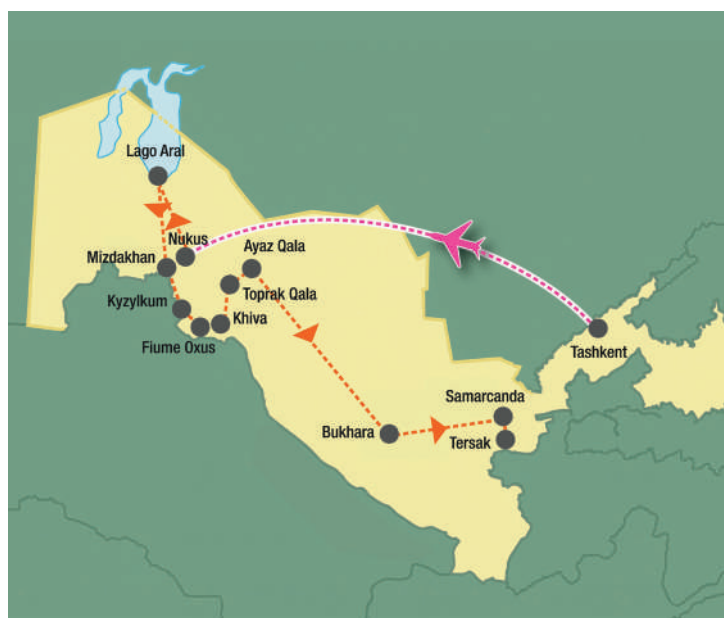 Lago Aral
Nukus
Ayaz Qala
Mizdakhan
Toprak Qala
Kyzylkum
Khiva
Fiume Oxus
Tashkent
Samarcanda
Bukhara
Tersak